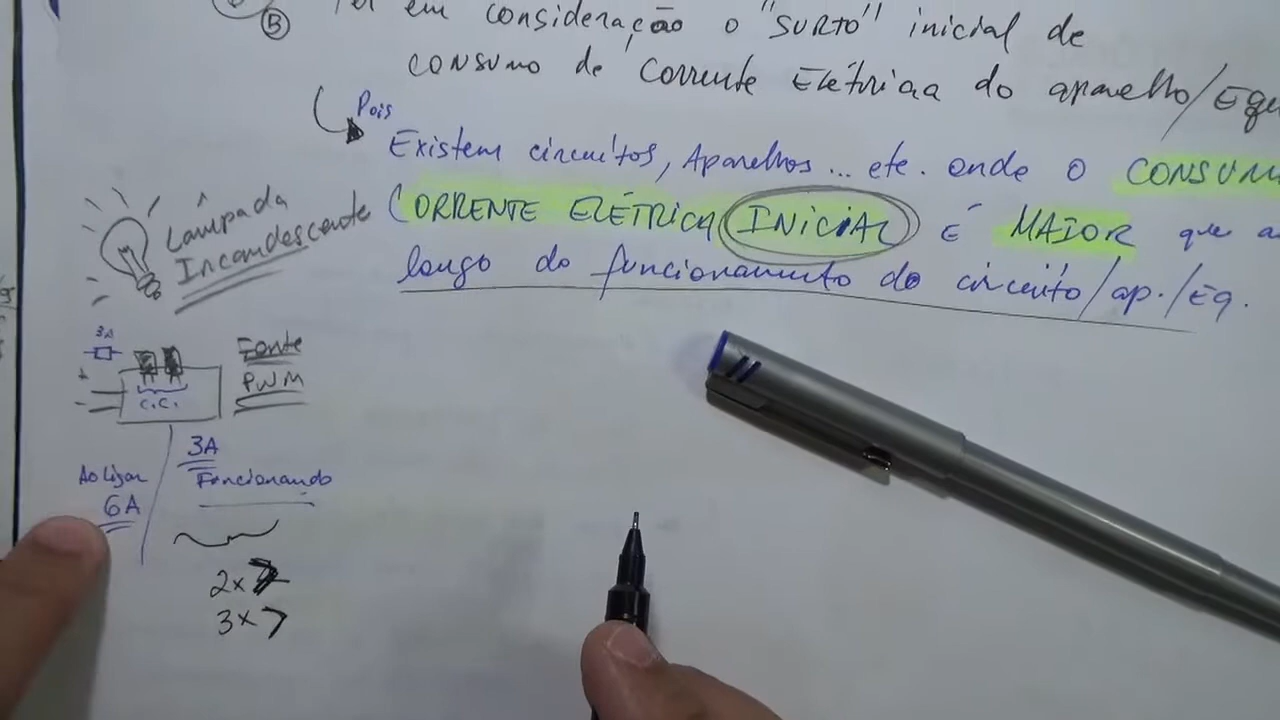 B
em consideração o "SURTO" inicial de
CONSUMO de Corrente Elétrica do aparelho/Eq
Pois
Existem circuitos, Aparelhos... etc. onde o CONSUM
CORRENTE ELÉTRICA INICIAL É MAIOR que a
longo do funcionamento do circuito/ap./Eq.
Lâmpada
Incandescente
3A
Fonte
PWM
+
-
C.C.
3A
Funcionando
Ao Ligar
6A
2x
3x >